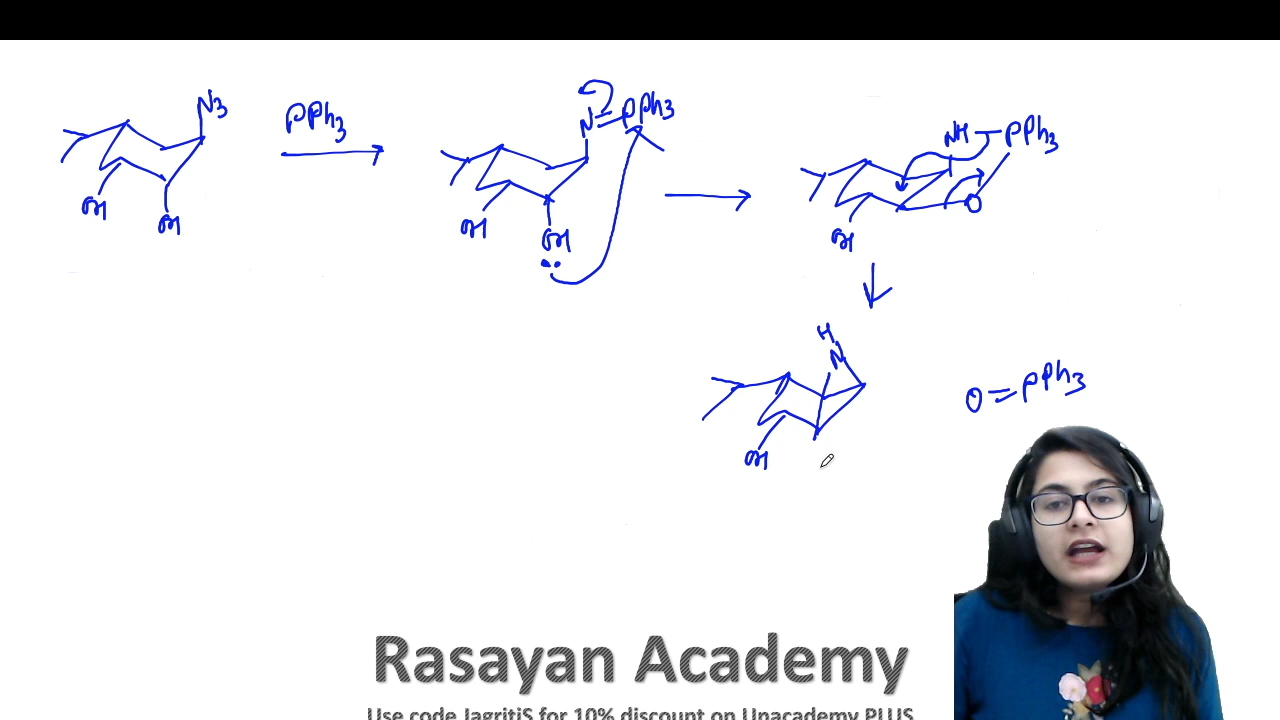 N3
PPh3
OH
OH
N=PPh3
OH
OH
NH-PPh3
O
OH
H
N
OH
O=PPh3
Rasayan Academy
Use code JagritiS for 10% discount on Unacademy PLUS